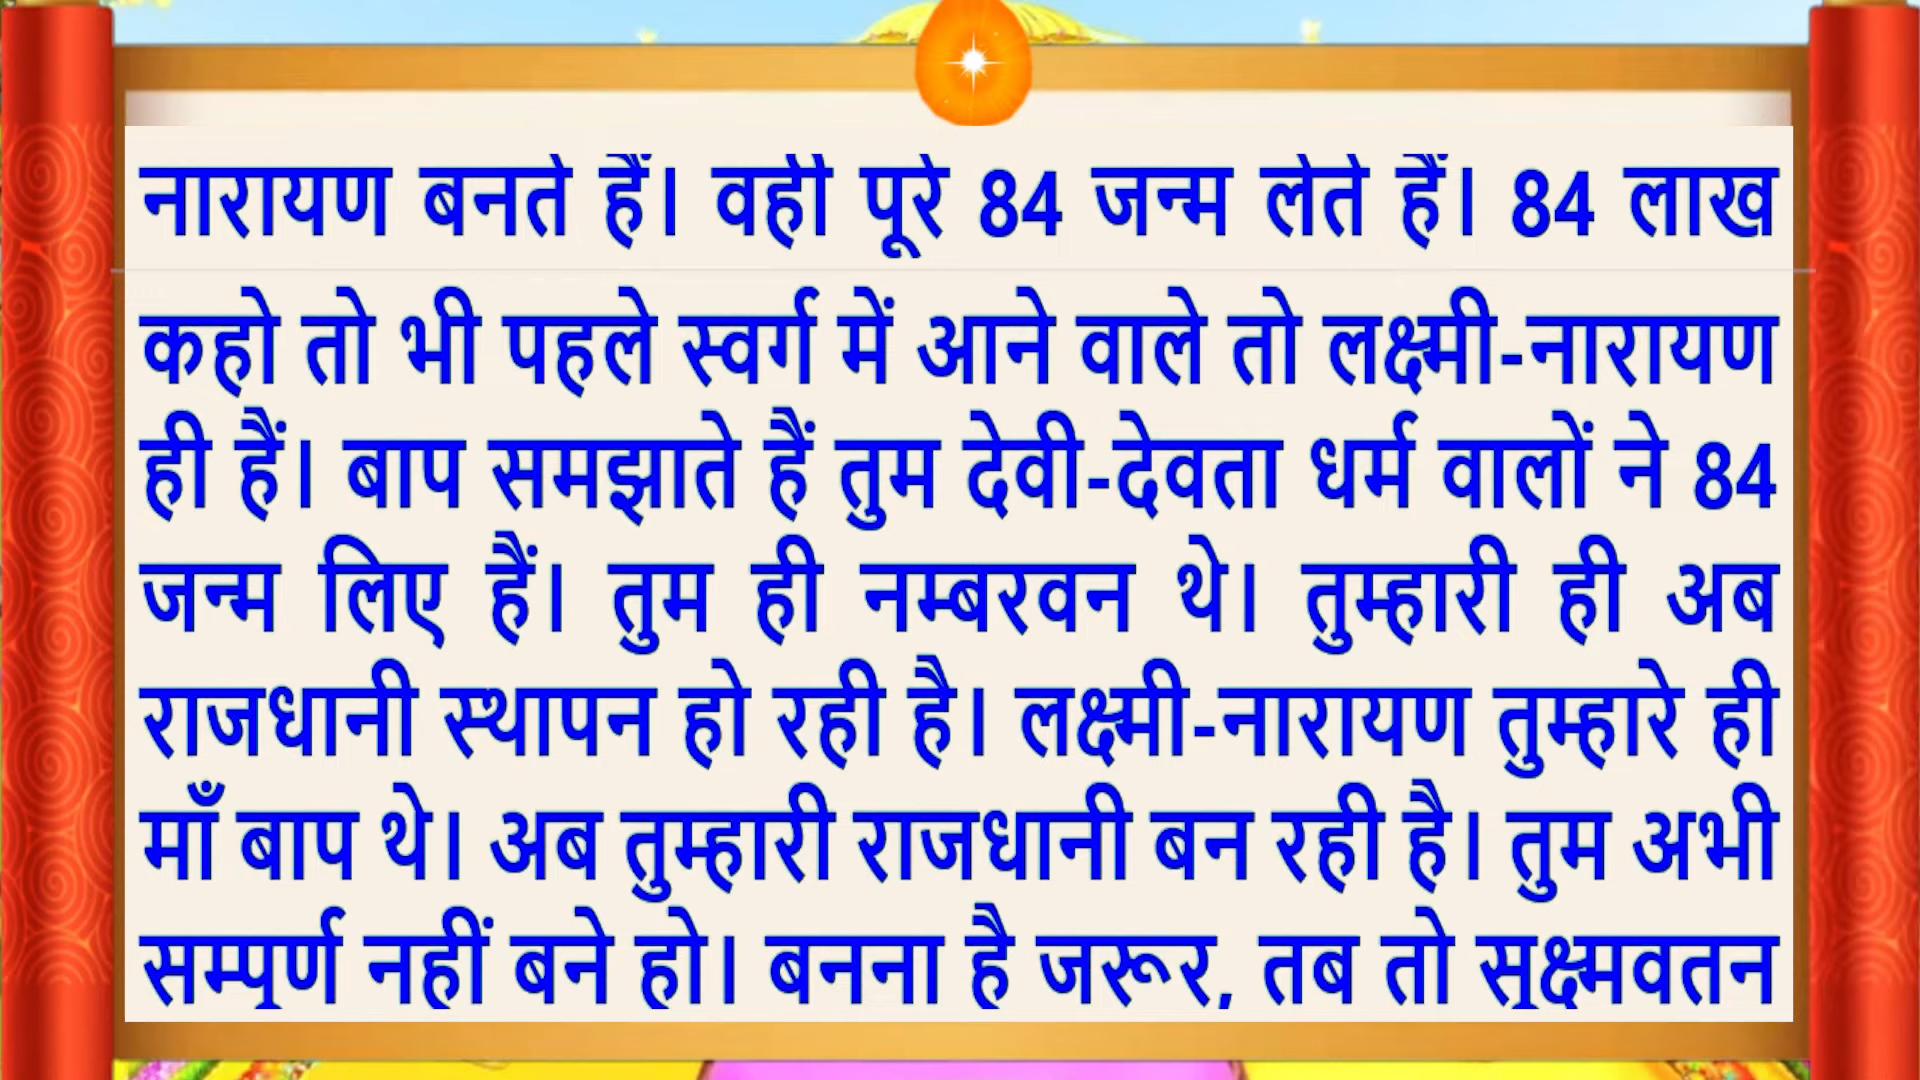 नारायण बनते हैं। वही पूरे 84 जन्म लेते हैं। 84 लाख
कहो तो भी पहले स्वर्ग में आने वाले तो लक्ष्मी-नारायण
ही हैं। बाप समझाते हैं तुम देवी-देवता धर्म वालों ने 84
जन्म लिए हैं। तुम ही नम्बरवन थे। तुम्हारी ही अब
राजधानी स्थापन हो रही है। लक्ष्मी-नारायण तुम्हारे ही
माँ बाप थे। अब तुम्हारी राजधानी बन रही है। तुम अभी
सम्पूर्ण नहीं बने हो। बनना है जरूर, तब तो सूक्ष्मवतन